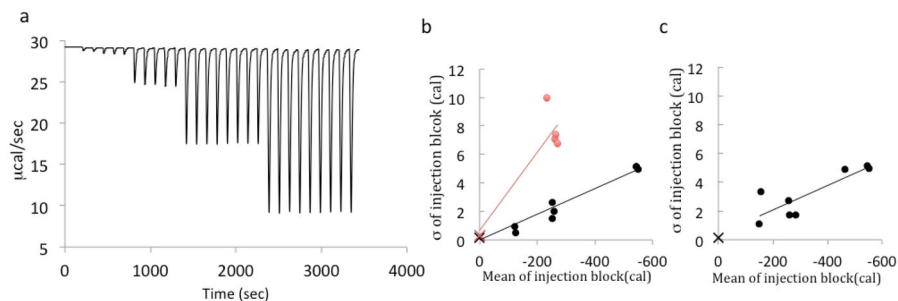 a
30
25
20
15
10
5
µcal/sec
0 1000 2000 3000 4000
Time (sec)
b
12
10
8
6
4
2
0
σ of injection blcok (cal)
0 -200 -400 -600
Mean of injection block(cal)
c
12
10
8
6
4
2
0
σ of injection block (cal)
0 -200 -400 -600
Mean of injection block(cal)